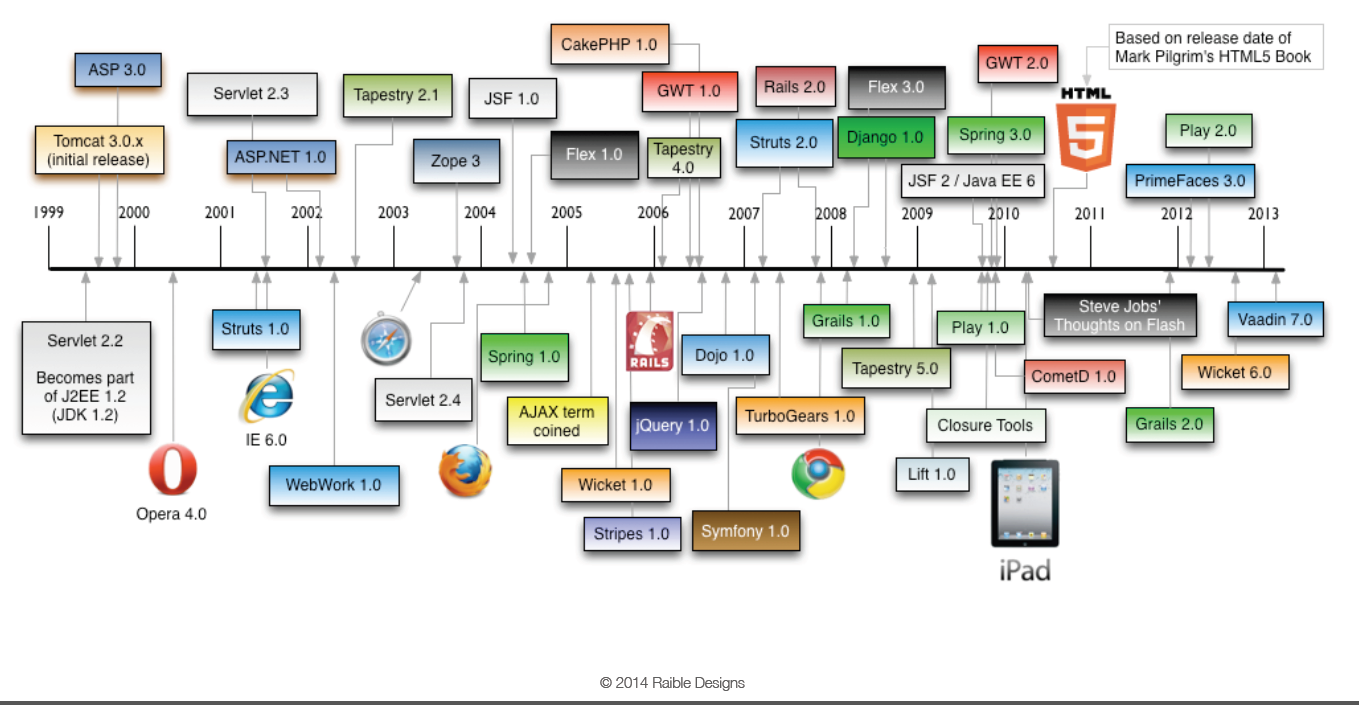 CakePHP 1.0
Based on release date of
Mark Pilgrim's HTML5 Book
ASP 3.0
GWT 2.0
Servlet 2.3
Tapestry 2.1
JSF 1.0
GWT 1.0
Rails 2.0
Flex 3.0
HTML
5
Tomcat 3.0.x
(initial release)
ASP.NET 1.0
Zope 3
Flex 1.0
Tapestry
4.0
Struts 2.0
Django 1.0
Spring 3.0
Play 2.0
JSF 2 / Java EE 6
PrimeFaces 3.0
1999
2000
2001
2002
2003
2004
2005
2006
2007
2008
2009
2010
2011
2012
2013
Servlet 2.2
Becomes part
of J2EE 1.2
(JDK 1.2)
Struts 1.0
IE 6.0
Opera 4.0
WebWork 1.0
Servlet 2.4
Spring 1.0
AJAX term
coined
RAILS
jQuery 1.0
Dojo 1.0
Wicket 1.0
Stripes 1.0
Symfony 1.0
Grails 1.0
TurboGears 1.0
Tapestry 5.0
Play 1.0
Steve Jobs'
Thoughts on Flash
Vaadin 7.0
CometD 1.0
Wicket 6.0
Closure Tools
Grails 2.0
Lift 1.0
iPad
© 2014 Raible Designs